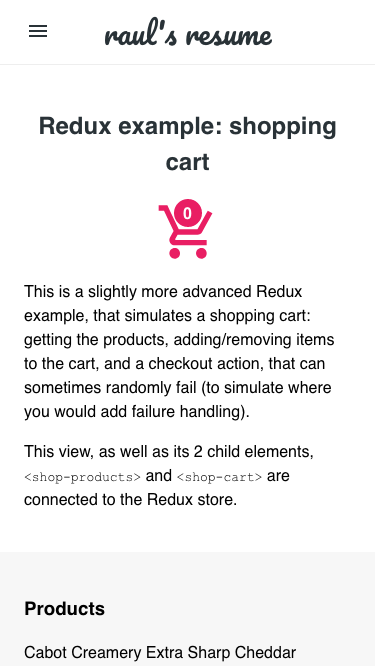 raul's resume
Redux example: shopping
cart
0
This is a slightly more advanced Redux
example, that simulates a shopping cart:
getting the products, adding/removing items
to the cart, and a checkout action, that can
sometimes randomly fail (to simulate where
you would add failure handling).
This view, as well as its 2 child elements,
<shop-products> and <shop-cart> are
connected to the Redux store.
Products
Cabot Creamery Extra Sharp Cheddar